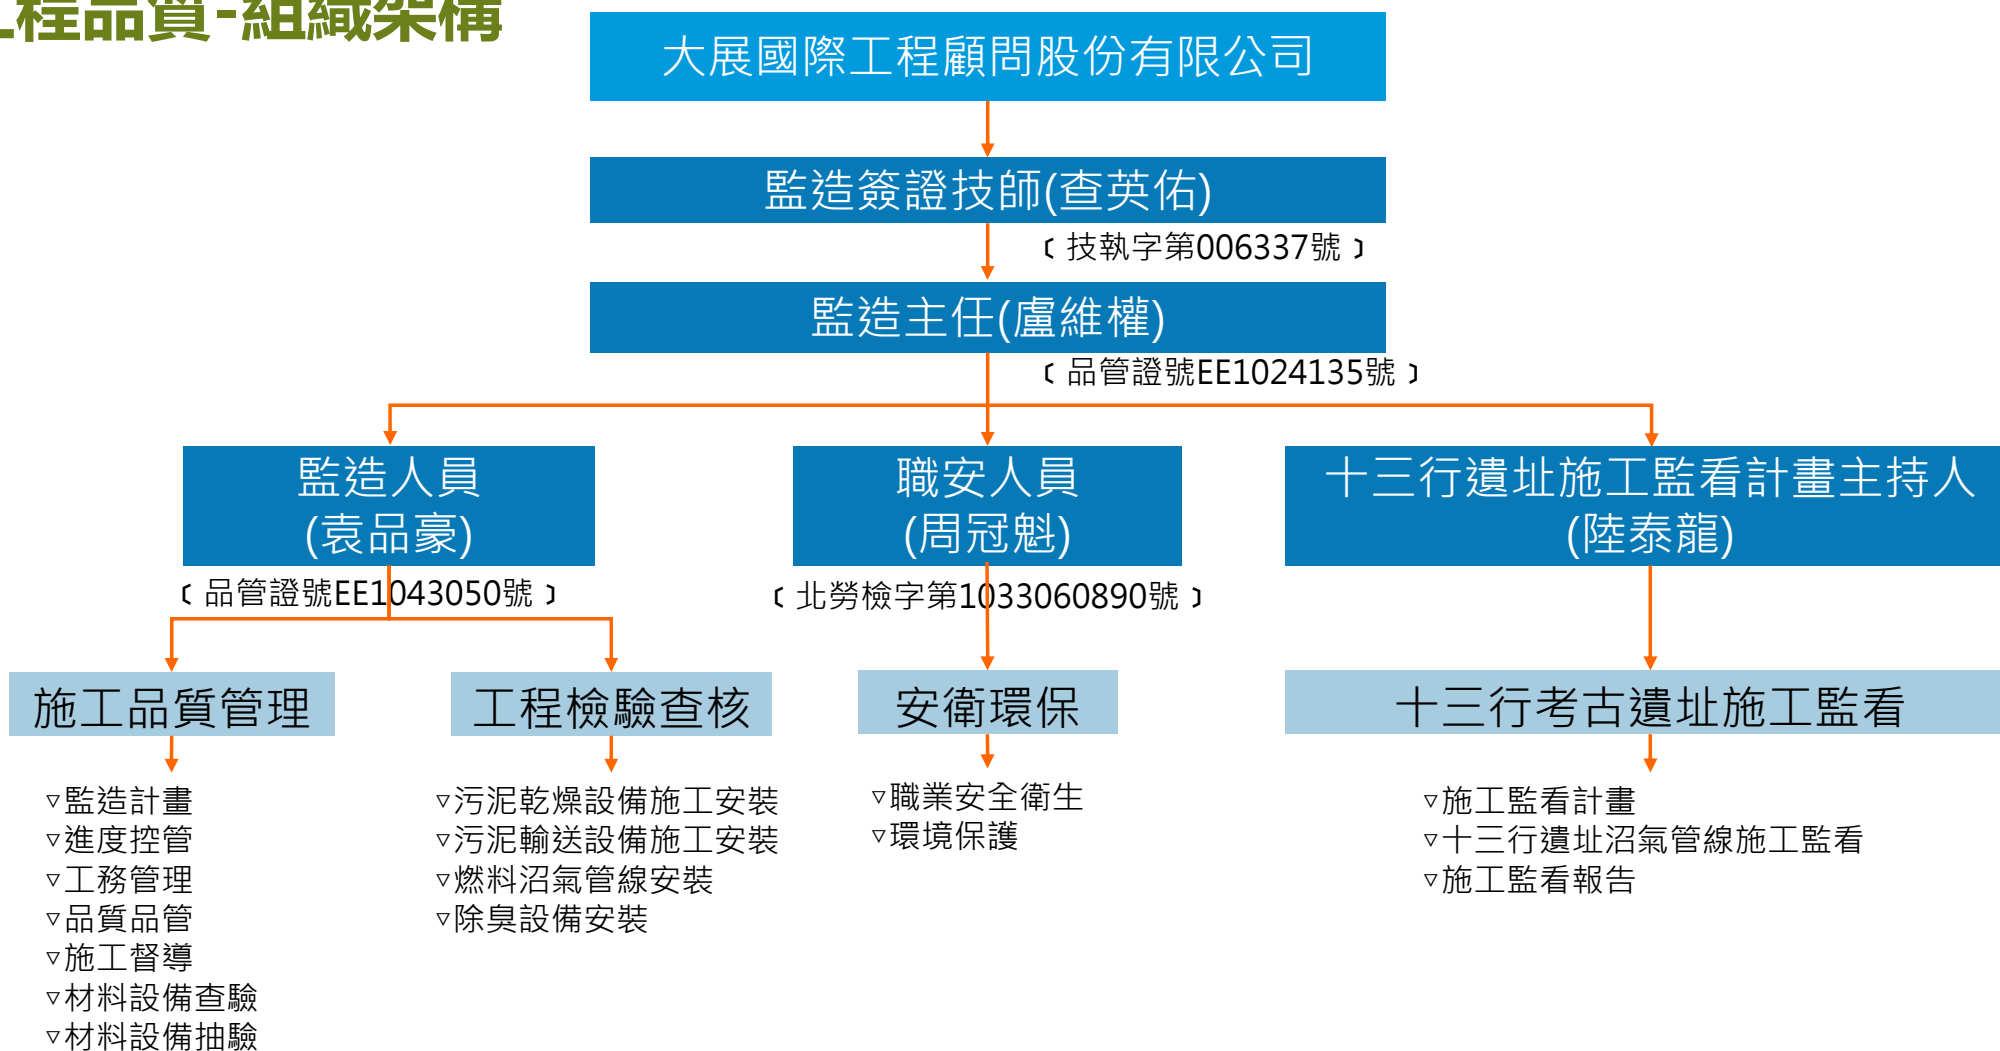 工程品質-組織架構
大展國際工程顧問股份有限公司
監造簽證技師(查英佑)
﹝技執字第006337號﹞
監造主任(盧維權)
﹝品管證號EE1024135號﹞
監造人員
(袁品豪)
﹝品管證號EE1043050號﹞
職安人員
(周冠魁)
﹝北勞檢字第1033060890號﹞
十三行遺址施工監看計畫主持人
(陸泰龍)
施工品質管理
▿監造計畫
▿進度控管
▿工務管理
▿品質品管
▿施工督導
▿材料設備查驗
▿材料設備抽驗
工程檢驗查核
▿污泥乾燥設備施工安裝
▿污泥輸送設備施工安裝
▿燃料沼氣管線安裝
▿除臭設備安裝
安衛環保
▿職業安全衛生
▿環境保護
十三行考古遺址施工監看
▿施工監看計畫
▿十三行遺址沼氣管線施工監看
▿施工監看報告